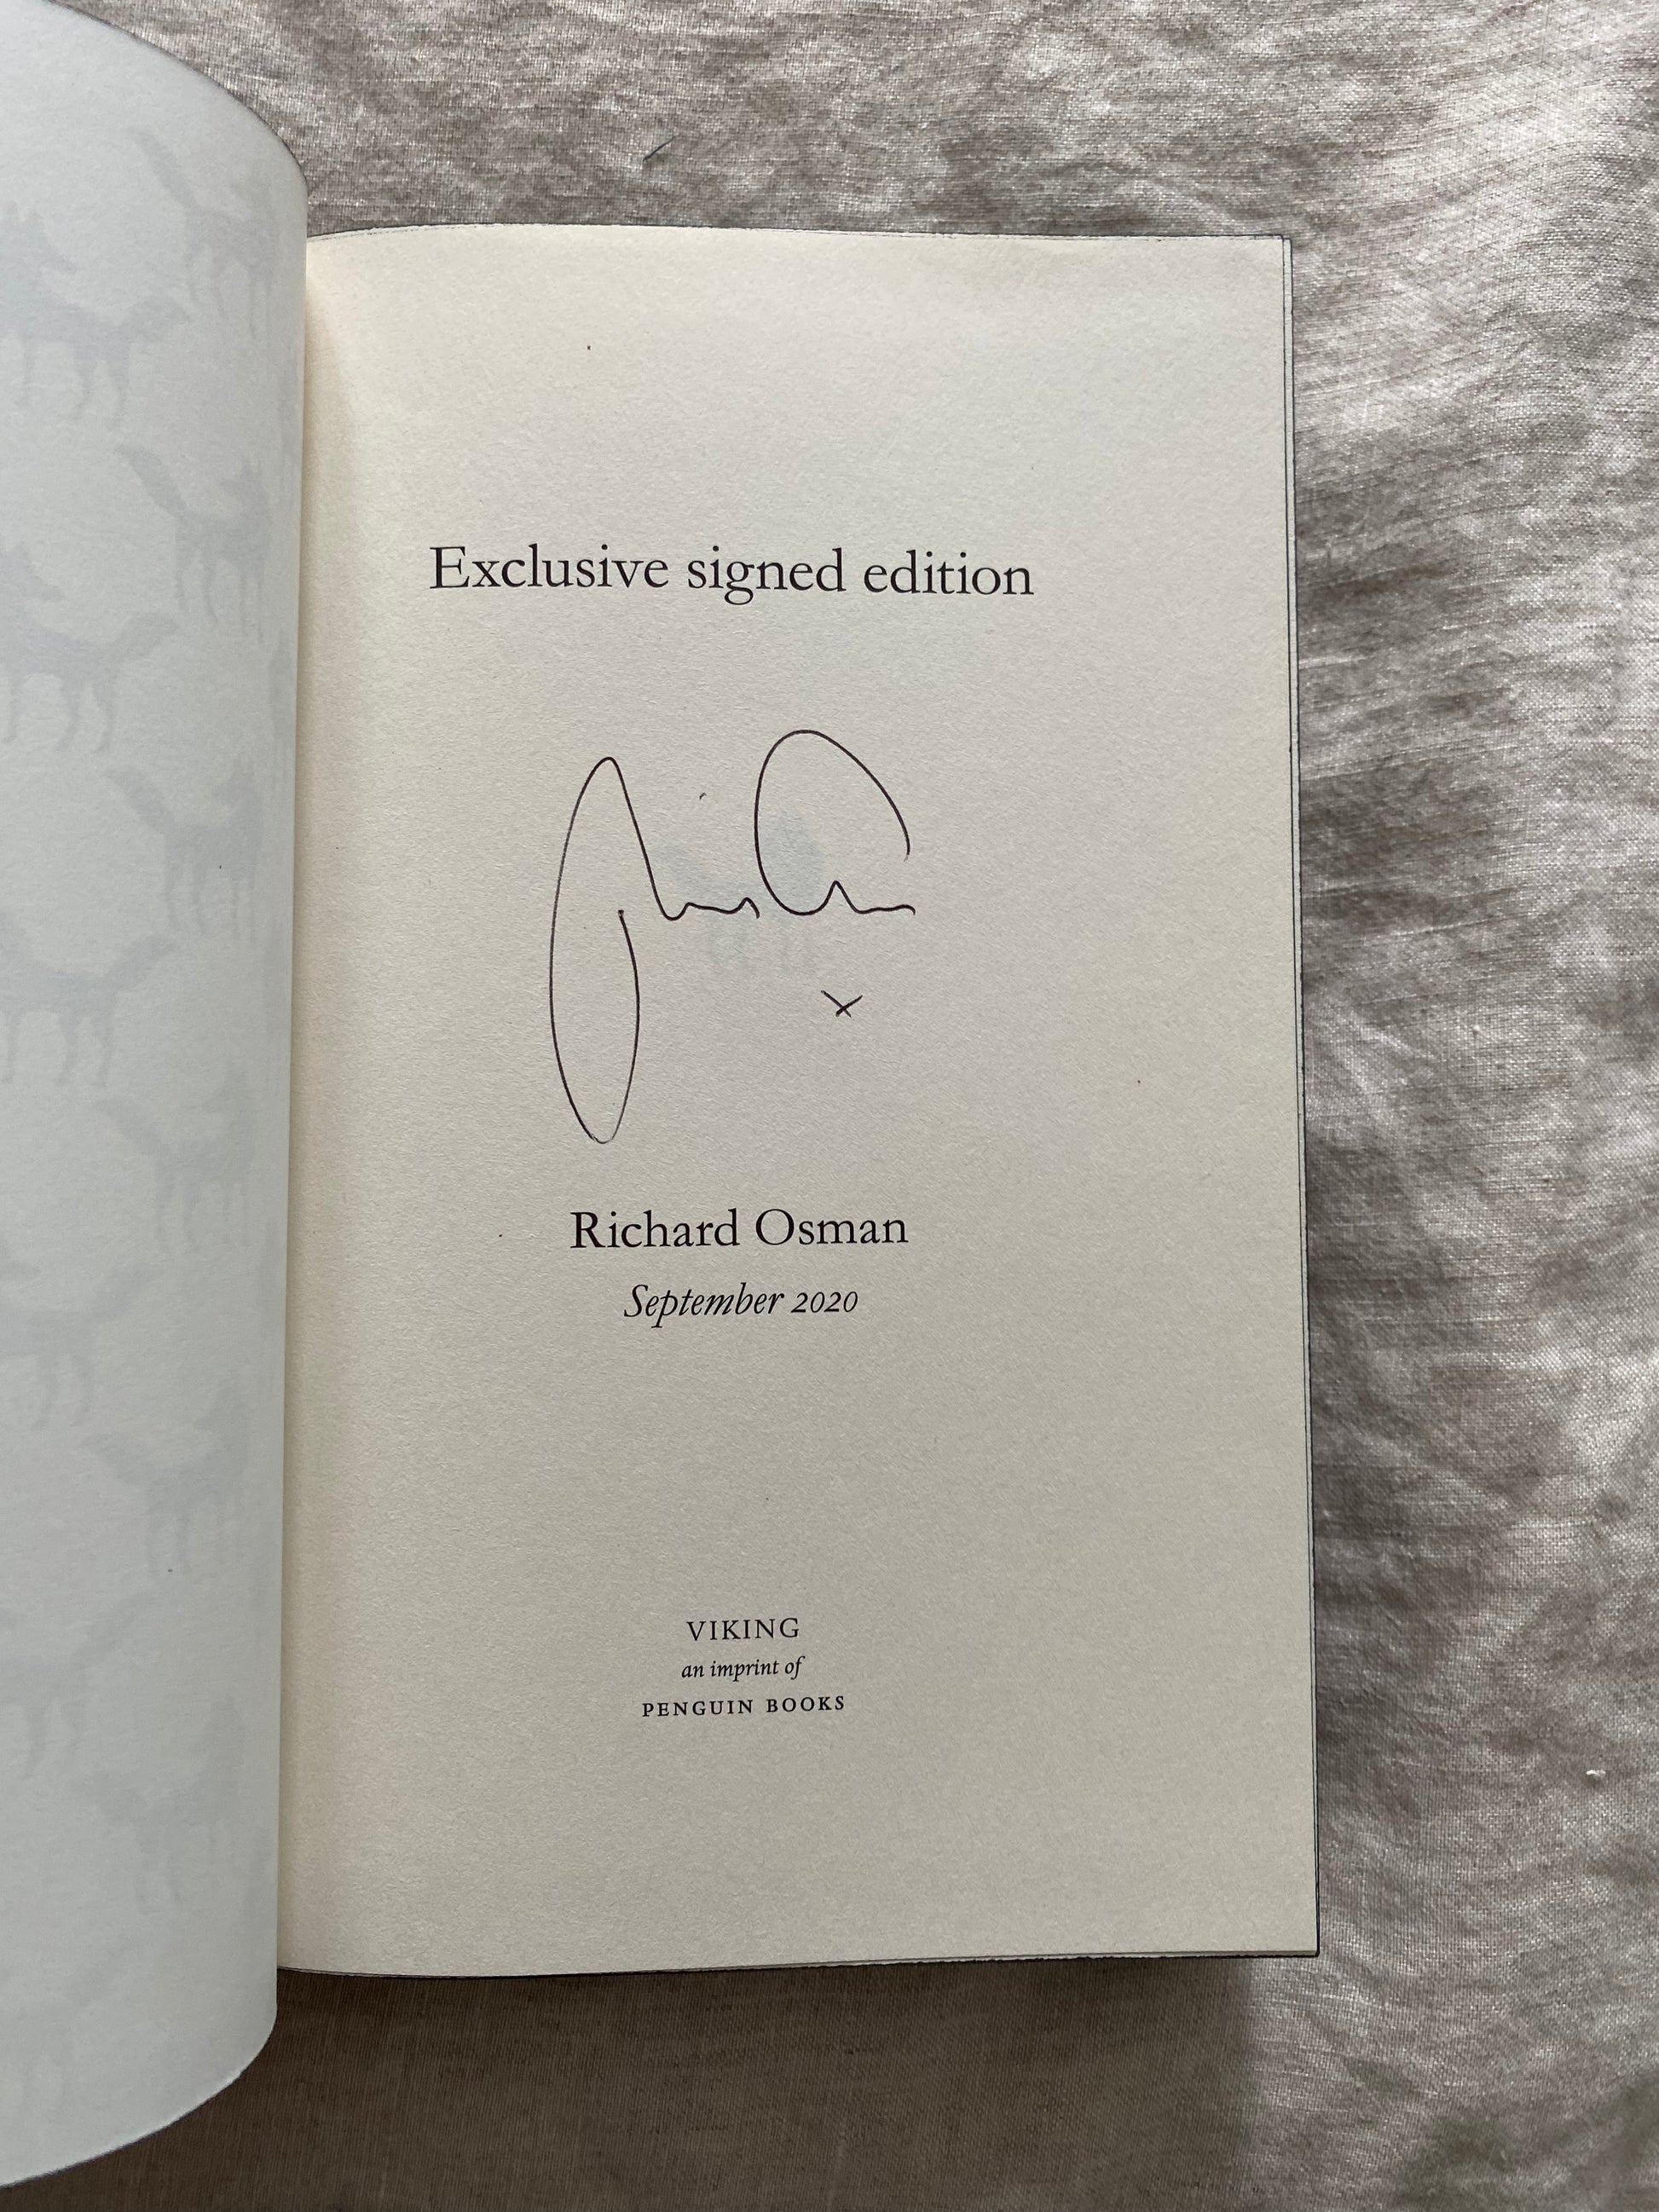 Exclusive signed edition
x
Richard Osman
September 2020
VIKING
an imprint of
PENGUIN BOOKS